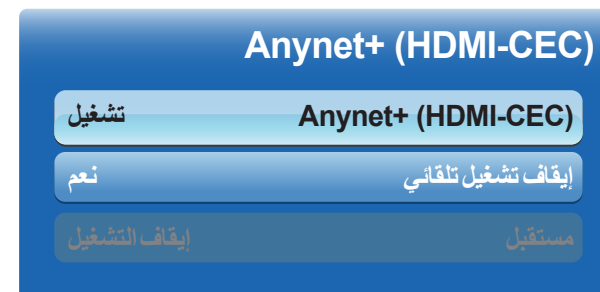 Anynet+ (HDMI-CEC)
Anynet+ (HDMI-CEC) تشغيل
إيقاف تشغيل تلقائي نعم
مستقبل إيقاف التشغيل